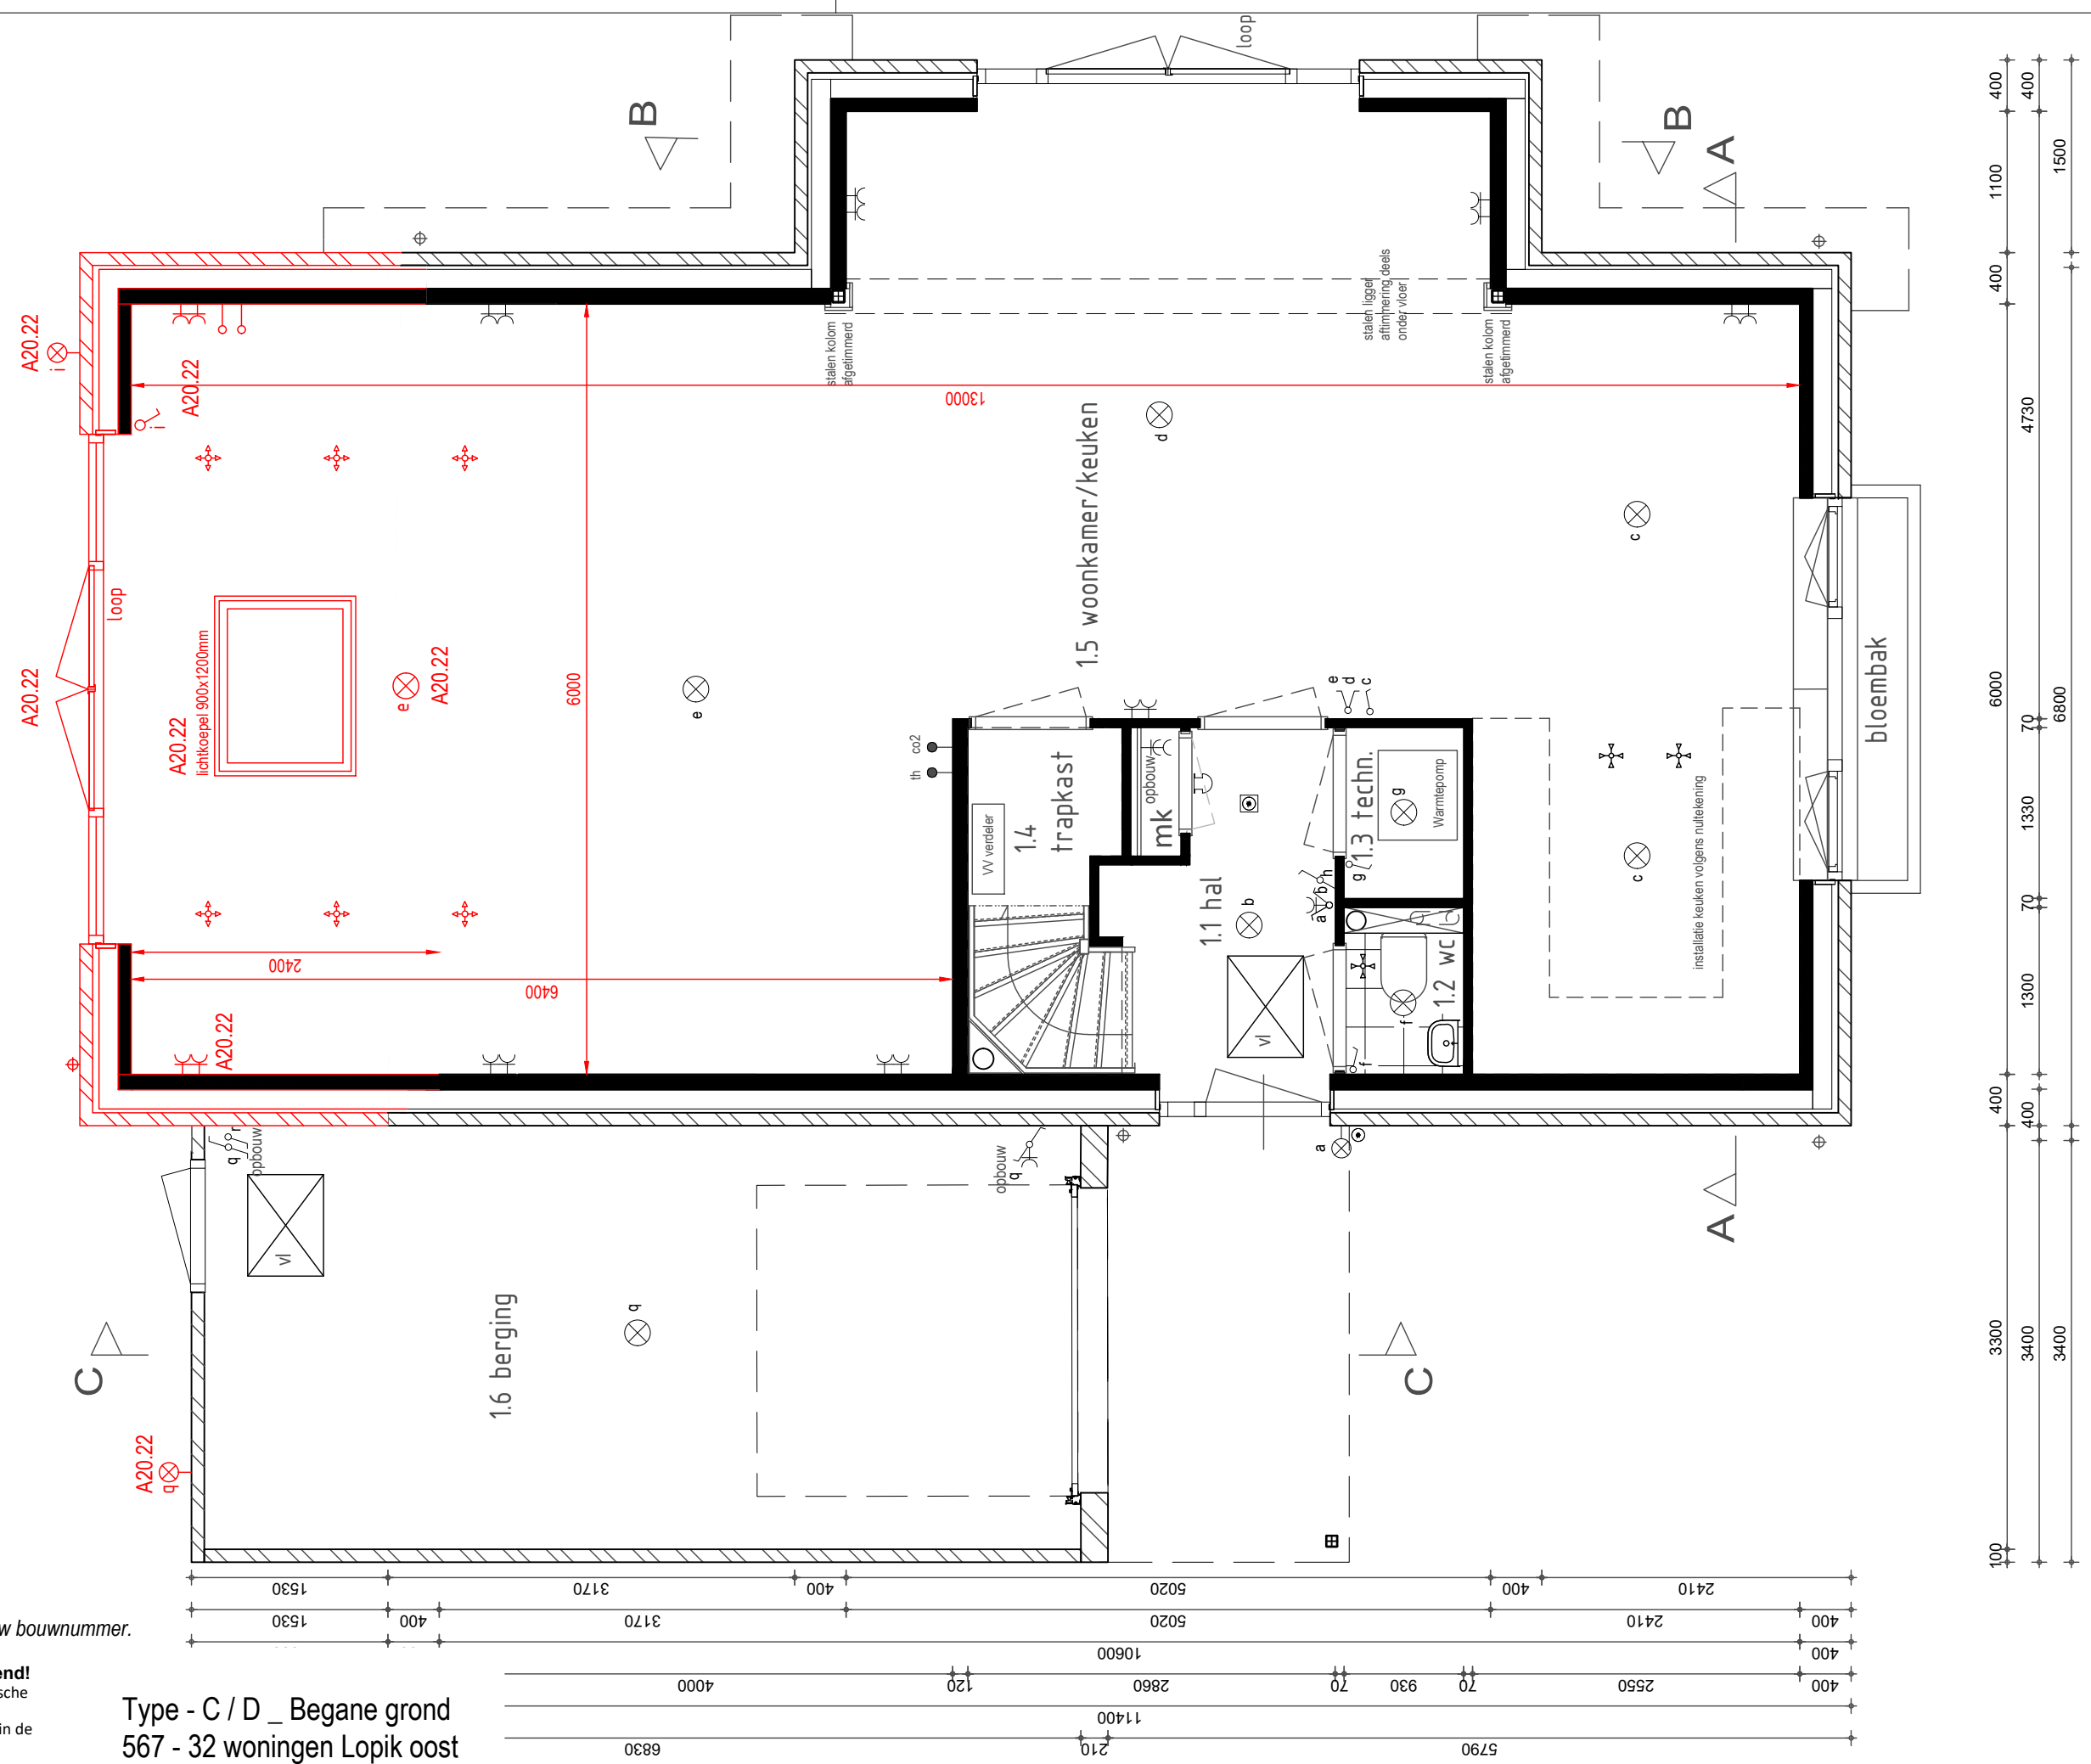 loop
B
B
A
400
400
1100
1500
400
4730
6000
6800
70
1330
70
1300
400
400
3300
3400
3400
100
A20.22
i
A20.22
i
stalen kolom
afgetimmerd
stalen ligger
aftimmering deels
onder vloer
stalen kolom
afgetimmerd
13000
d
1.5 woonkamer/keuken
c
loop
A20.22
A20.22
lichtkoepel 900x1200mm
e
A20.22
6000
e
th
co2
VV verdeler
1.4
trapkast
opbouw
mk
e
d
c
1.3 techn.
g
Warmtepomp
g
bloembak
c
installatie keuken volgens nultekening
1.1 hal
b
a
b
h
1.2 wc
f
f
vl
2400
6400
A20.22
q
r
opbouw
vl
opbouw
q
a
A
C
C
1.6 berging
q
A20.22
q
1530
3170
400
5020
400
2410
1530
400
3170
5020
2410
400
10600
400
4000
120
2860
70
930
70
2550
400
11400
6830
210
5790
w bouwnummer.
end!
sche
in de
Type - C / D _ Begane grond
567 - 32 woningen Lopik oost